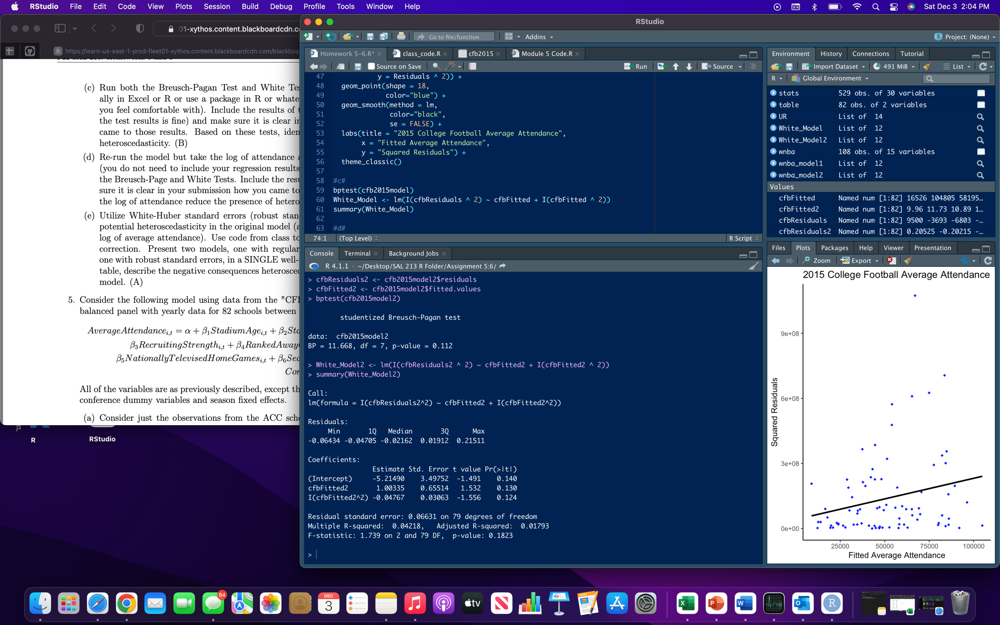 RStudio File Edit Code View Plots Session Build Debug Profile Tools Window Help
Sat Dec 3 2:04 PM
01-xythos.content.blackboardcdn.c
B https://learn-us-east-1-prod-fleet01-xythos.content.blackboardcdn.com/blackboa
(c) Run both the Breusch-Pagan Test and White Tes
ally in Excel or R or use a package in R or whate
you feel comfortable with). Include the results of t
the test results is fine) and make sure it is clear in
came to those results. Based on these tests, iden
heteroscedasticity. (B)
(d) Re-run the model but take the log of attendance a
(you do not need to include your regression results
the Breusch-Page and White Tests. Include the resu
sure it is clear in your submission how you came to
the log of attendance reduce the presence of hetero
(e) Utilize White-Huber standard errors (robust stan
potential heteroscedasticity in the original model (a
log of average attendance). Use code from class to
correction. Present two models, one with regular
one with robust standard errors, in a SINGLE well-
table, describe the negative consequences heterosced
model. (A)
5. Consider the following model using data from the "CFB
balanced panel with yearly data for 82 schools between
AverageAttendancei,t = α + β1StadiumAgei,t + β2Sta
β3RecruitingStrengthi,t + β4RankedAway
β5NationallyTelevisedHomeGamesi,t + β6Sea
Con
All of the variables are as previously described, except th
conference dummy variables and season fixed effects.
(a) Consider just the observations from the ACC scho
R
RStudio
RStudio
Go to file/function
Addins
Project: (None)
Homework 5-6.R*
class_code.R
cfb2015
Module 5 Code.R
Source on Save
Run
Source
47 y = Residuals ^ 2)) +
48 geom_point(shape = 18,
49 color="blue") +
50 geom_smooth(method = lm,
51 color="black",
52 se = FALSE) +
53 labs(title = "2015 College Football Average Attendance",
54 x = "Fitted Average Attendance",
55 y = "Squared Residuals") +
56 theme_classic()
57
58 #c#
59 bptest(cfb2015model)
60 White_Model <- lm(I(cfbResiduals ^ 2) ~ cfbFitted + I(cfbFitted ^ 2))
61 summary(White_Model)
62
63 #d#
74:1 (Top Level) R Script
Console Terminal Background Jobs
R 4.1.1 · ~/Desktop/SAL 213 R Folder/Assignment 5:6/
> cfbResiduals2 <- cfb2015model2$residuals
> cfbFitted2 <- cfb2015model2$fitted.values
> bptest(cfb2015model2)
studentized Breusch-Pagan test
data: cfb2015model2
BP = 11.668, df = 7, p-value = 0.112
> White_Model2 <- lm(I(cfbResiduals2 ^ 2) ~ cfbFitted2 + I(cfbFitted2 ^ 2))
> summary(White_Model2)
Call:
lm(formula = I(cfbResiduals2^2) ~ cfbFitted2 + I(cfbFitted2^2))
Residuals:
Min 1Q Median 3Q Max
-0.06434 -0.04705 -0.02162 0.01912 0.21511
Coefficients:
Estimate Std. Error t value Pr(>|t|)
(Intercept) -5.21490 3.49752 -1.491 0.140
cfbFitted2 1.00335 0.65514 1.532 0.130
I(cfbFitted2^2) -0.04767 0.03063 -1.556 0.124
Residual standard error: 0.06631 on 79 degrees of freedom
Multiple R-squared: 0.04218, Adjusted R-squared: 0.01793
F-statistic: 1.739 on 2 and 79 DF, p-value: 0.1823
>
Environment History Connections Tutorial
Import Dataset 491 MiB List
R Global Environment
stats 529 obs. of 30 variables
table 82 obs. of 2 variables
UR List of 14
White_Model List of 12
White_Model2 List of 12
wnba 108 obs. of 15 variables
wnba_model1 List of 12
wnba_model2 List of 12
Values
cfbFitted Named num [1:82] 16526 104805 58195…
cfbFitted2 Named num [1:82] 9.96 11.73 10.89 1…
cfbResiduals Named num [1:82] 9500 -3693 -6803 -…
cfbResiduals2 Named num [1:82] 0.20525 -0.20215 -…
Files Plots Packages Help Viewer Presentation
Zoom Export
2015 College Football Average Attendance
9e+08
6e+08
3e+08
0e+00
Squared Residuals
25000 50000 75000 100000
Fitted Average Attendance
64
DEC
3
tv
PAGES
X
P
W
O
R